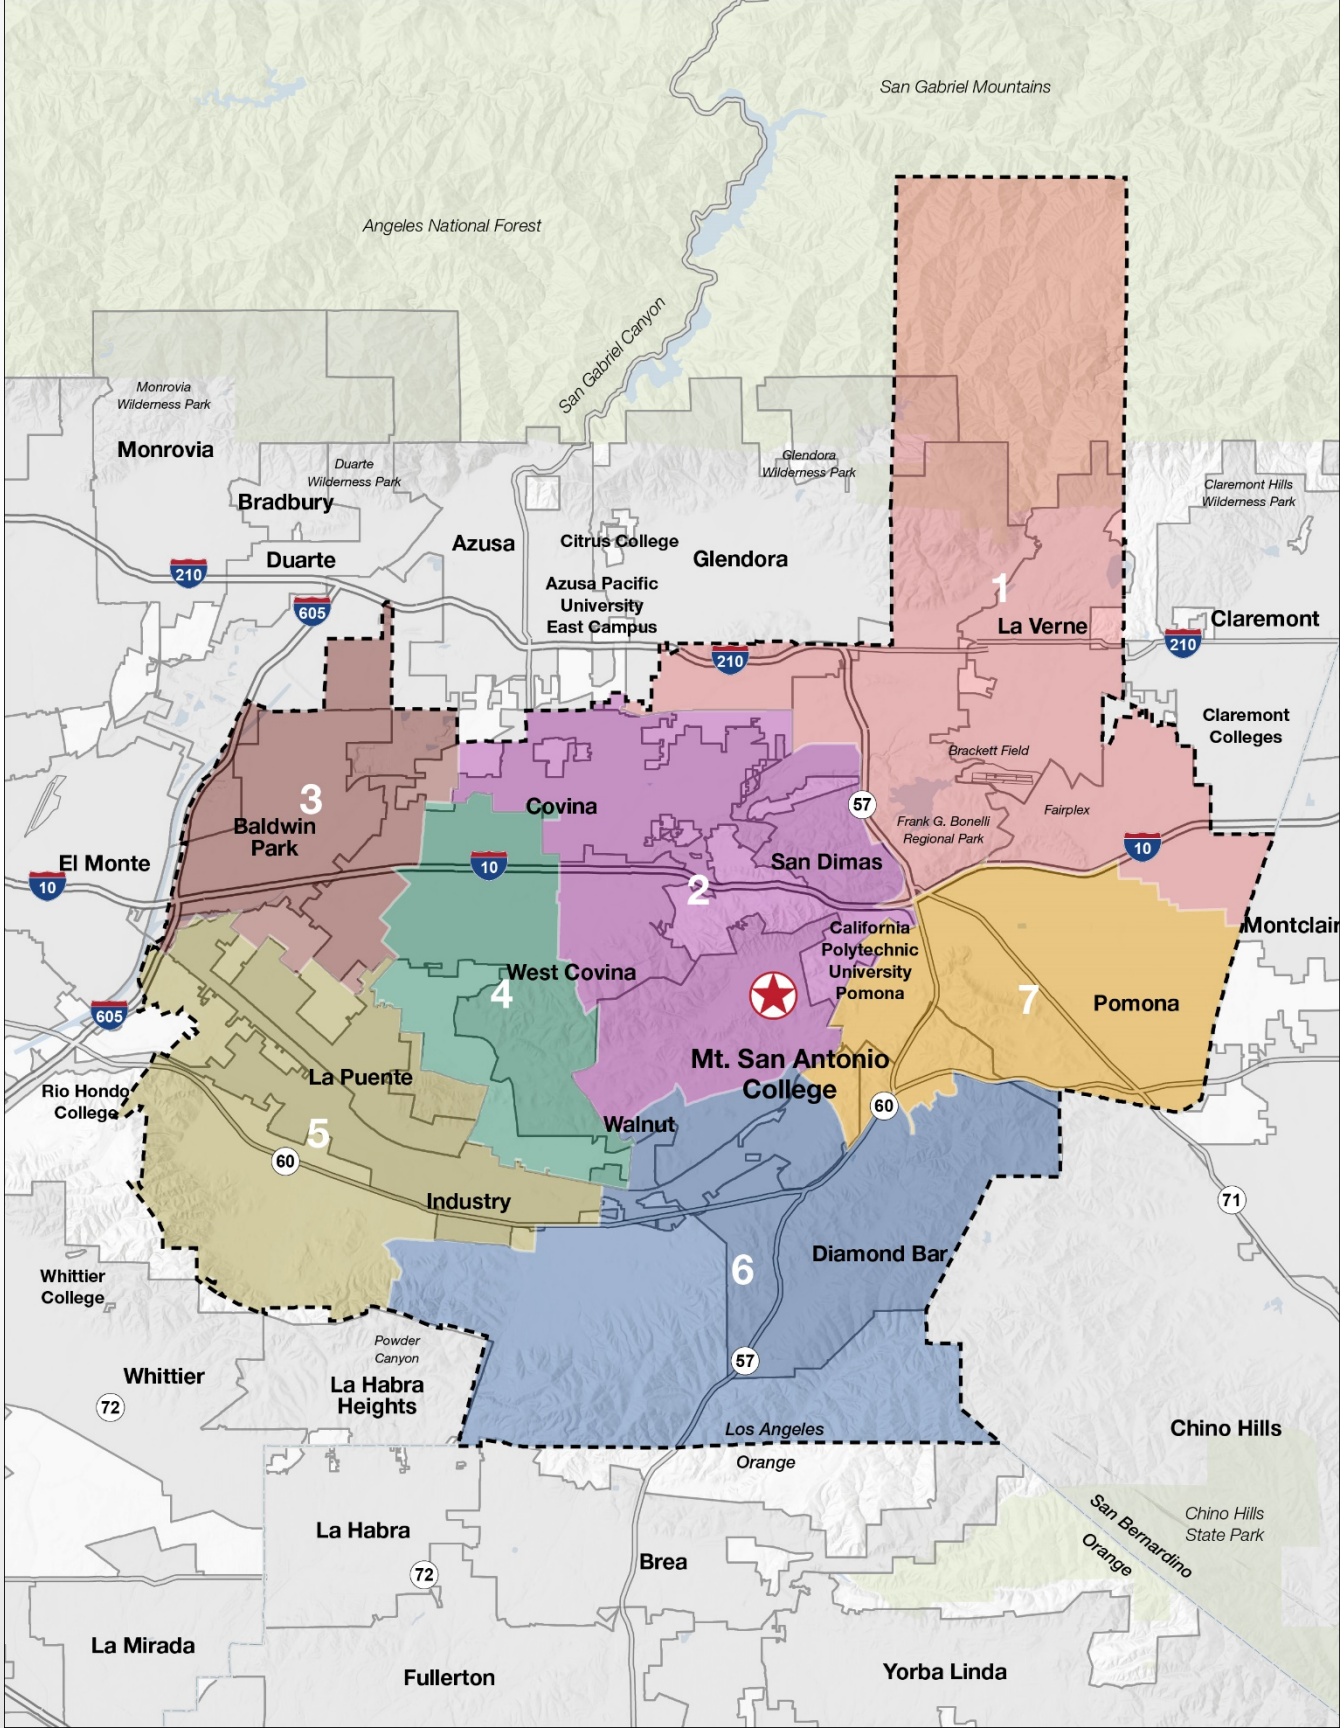 San Gabriel Mountains
Angeles National Forest
San Gabriel Canyon
Monrovia
Wilderness Park
Monrovia
Duarte
Wilderness Park
Bradbury
Glendora
Wilderness Park
Claremont Hills
Wilderness Park
Azusa
Citrus College
Glendora
Duarte
210
605
Azusa Pacific
University
East Campus
1
La Verne
Claremont
210
210
Claremont
Colleges
Brackett Field
3
Baldwin
Park
Covina
57
Frank G. Bonelli
Regional Park
Fairplex
El Monte
10
10
San Dimas
10
2
California
Polytechnic
University
Pomona
Montclair
West Covina
4
7
Pomona
605
Mt. San Antonio
College
La Puente
Rio Hondo
College
60
Walnut
5
60
Industry
71
6
Diamond Bar
Whittier
College
Powder
Canyon
57
Whittier
La Habra
Heights
72
Los Angeles
Orange
Chino Hills
San Bernardino
Orange
Chino Hills
State Park
La Habra
Brea
72
La Mirada
Fullerton
Yorba Linda